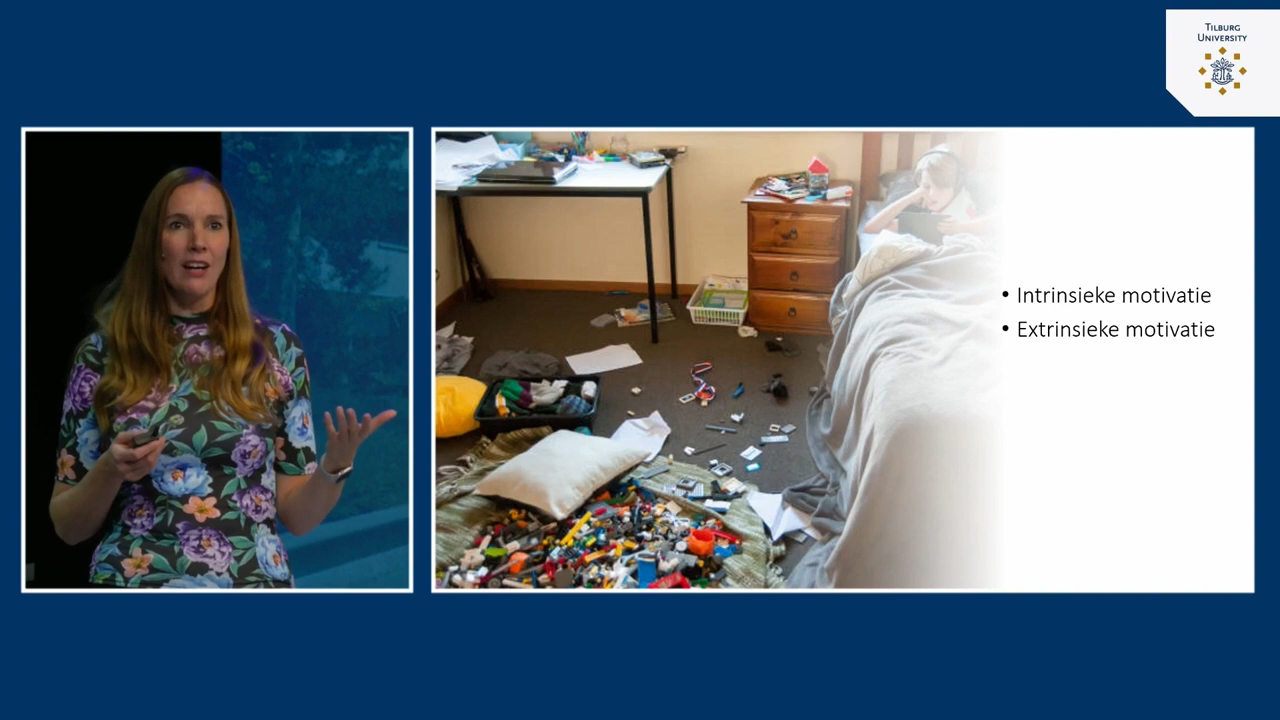 Tilburg
University
• Intrinsieke motivatie
• Extrinsieke motivatie